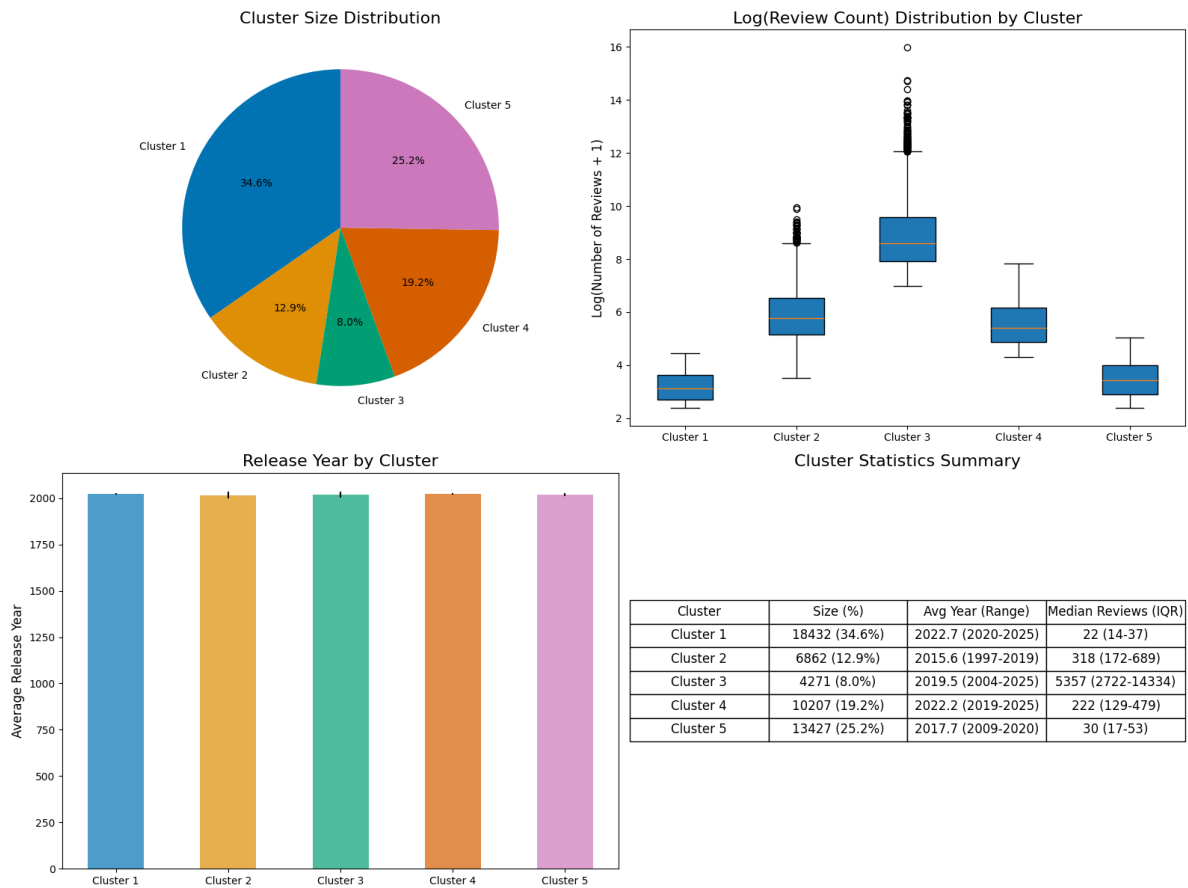 Cluster Size Distribution
Cluster 1
Cluster 2
Cluster 3
Cluster 4
Cluster 5
34.6%
12.9%
8.0%
19.2%
25.2%
Log(Review Count) Distribution by Cluster
Log(Number of Reviews + 1)
16
14
12
10
8
6
4
2
Cluster 1
Cluster 2
Cluster 3
Cluster 4
Cluster 5
Release Year by Cluster
Average Release Year
2000
1750
1500
1250
1000
750
500
250
0
Cluster 1
Cluster 2
Cluster 3
Cluster 4
Cluster 5
Cluster Statistics Summary
Cluster Size (%) Avg Year (Range) Median Reviews (IQR)
Cluster 1 18432 (34.6%) 2022.7 (2020-2025) 22 (14-37)
Cluster 2 6862 (12.9%) 2015.6 (1997-2019) 318 (172-689)
Cluster 3 4271 (8.0%) 2019.5 (2004-2025) 5357 (2722-14334)
Cluster 4 10207 (19.2%) 2022.2 (2019-2025) 222 (129-479)
Cluster 5 13427 (25.2%) 2017.7 (2009-2020) 30 (17-53)